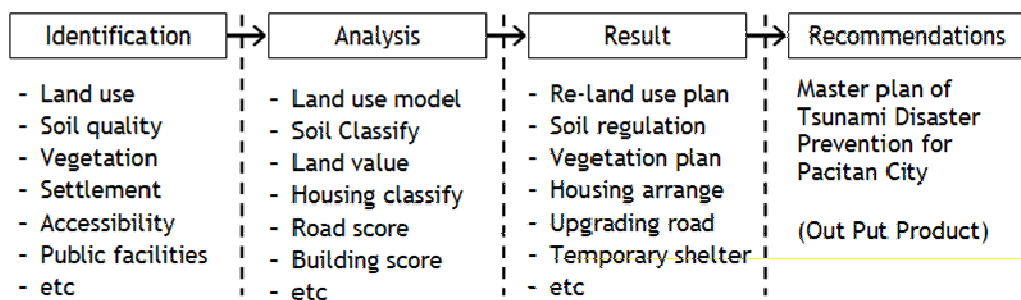 Identification
Analysis
Result
Recommendations
- Land use
- Soil quality
- Vegetation
- Settlement
- Accessibility
- Public facilities
- etc
- Land use model
- Soil Classify
- Land value
- Housing classify
- Road score
- Building score
- etc
- Re-land use plan
- Soil regulation
- Vegetation plan
- Housing arrange
- Upgrading road
- Temporary shelter
- etc
Master plan of
Tsunami Disaster
Prevention for
Pacitan City
(Out Put Product)